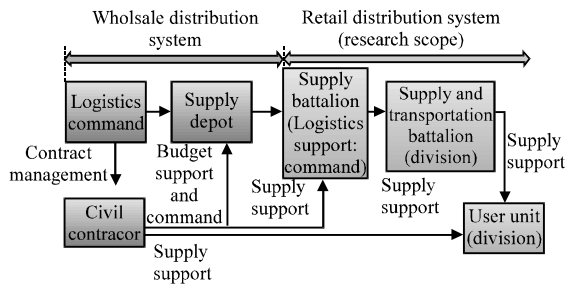 Wholsale distribution
system
Retail distribution system
(research scope)
Logistics
command
Supply
depot
Supply
battalion
(Logistics
support:
command)
Supply and
transportation
battalion
(division)
Supply
support
Contract
management
Budget
support
and
command
Supply
support
Supply
support
Civil
contracor
User unit
(division)
Supply
support